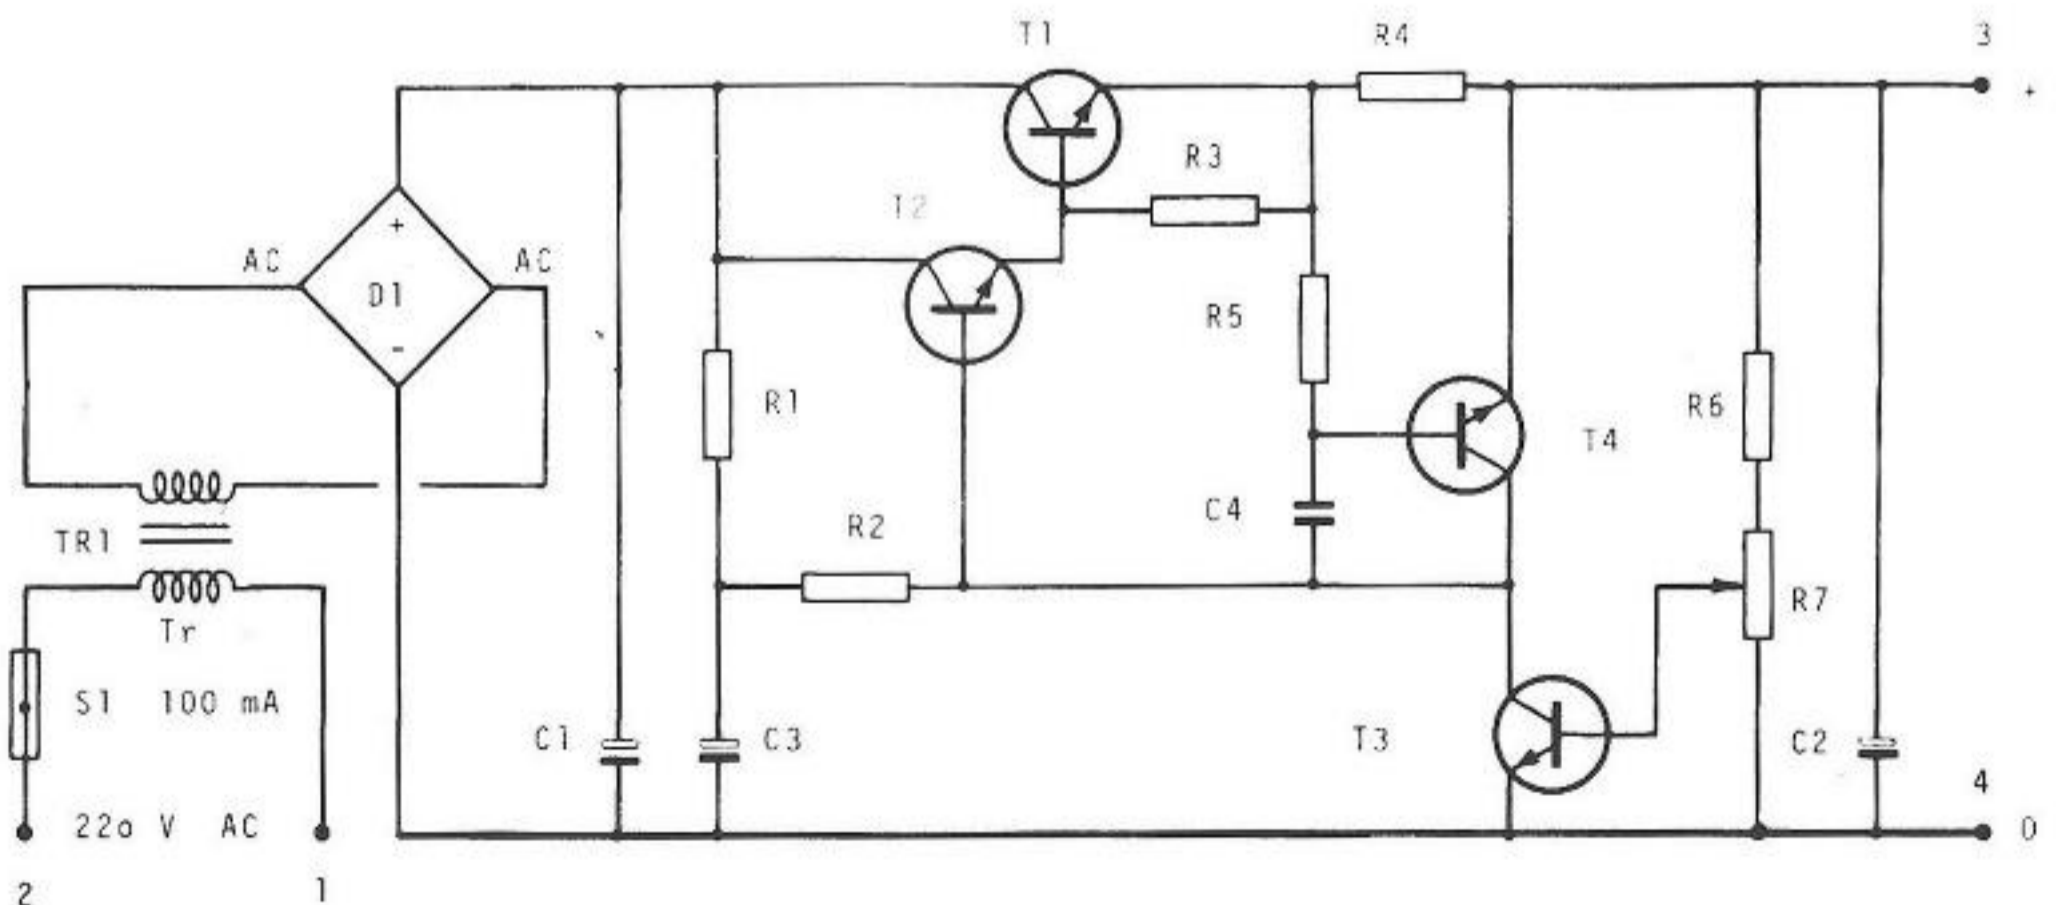 T1
R4
3
+
R3
T2
AC
+
AC
D1
-
R5
R1
R6
T4
C4
R2
TR1
R7
Tr
S1 100 mA
C1
C3
T3
C2
4
22o V AC
0
2
1